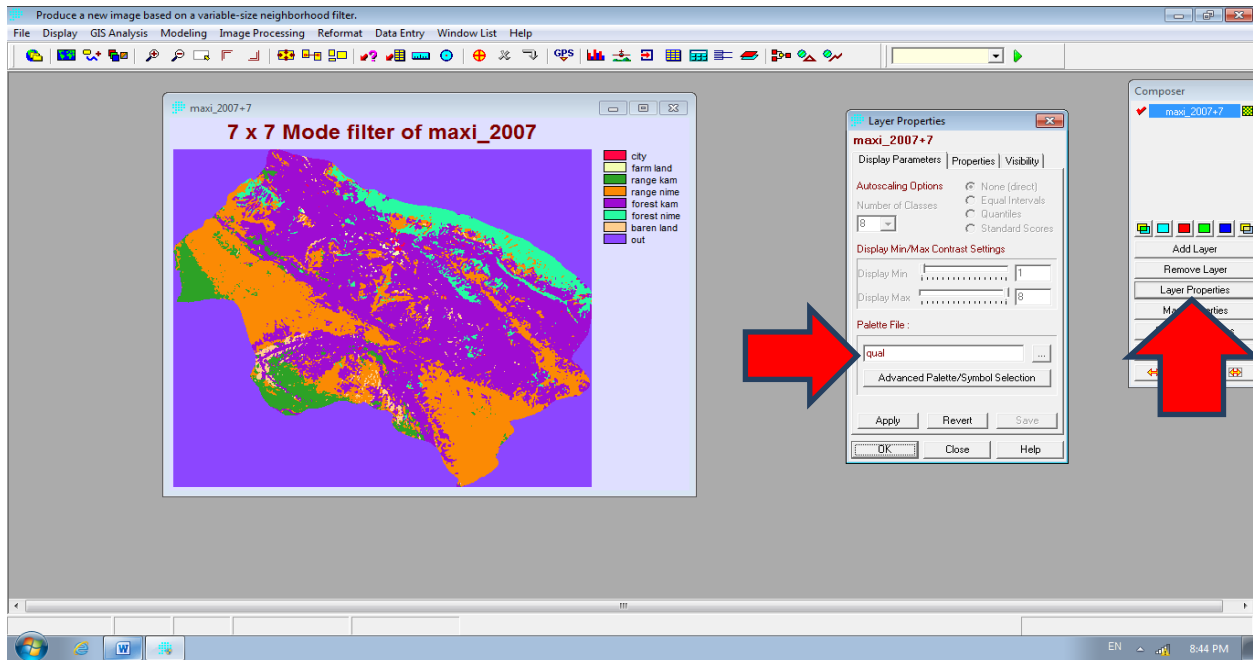 Produce a new image based on a variable-size neighborhood filter.
File Display GIS Analysis Modeling Image Processing Reformat Data Entry Window List Help
GPS
maxi_2007+7
7 x 7 Mode filter of maxi_2007
city
farm land
range kam
range nime
forest kam
forest nime
baren land
out
Layer Properties
maxi_2007+7
Display Parameters Properties Visibility
Autoscaling Options
None (direct)
Number of Classes
Equal Intervals
8
Quantiles
Standard Scores
Display Min/Max Contrast Settings
Display Min 1
Display Max 8
Palette File :
qual ...
Advanced Palette/Symbol Selection
Apply Revert Save
OK Close Help
Composer
maxi_2007+7
Add Layer
Remove Layer
Layer Properties
EN 8:44 PM